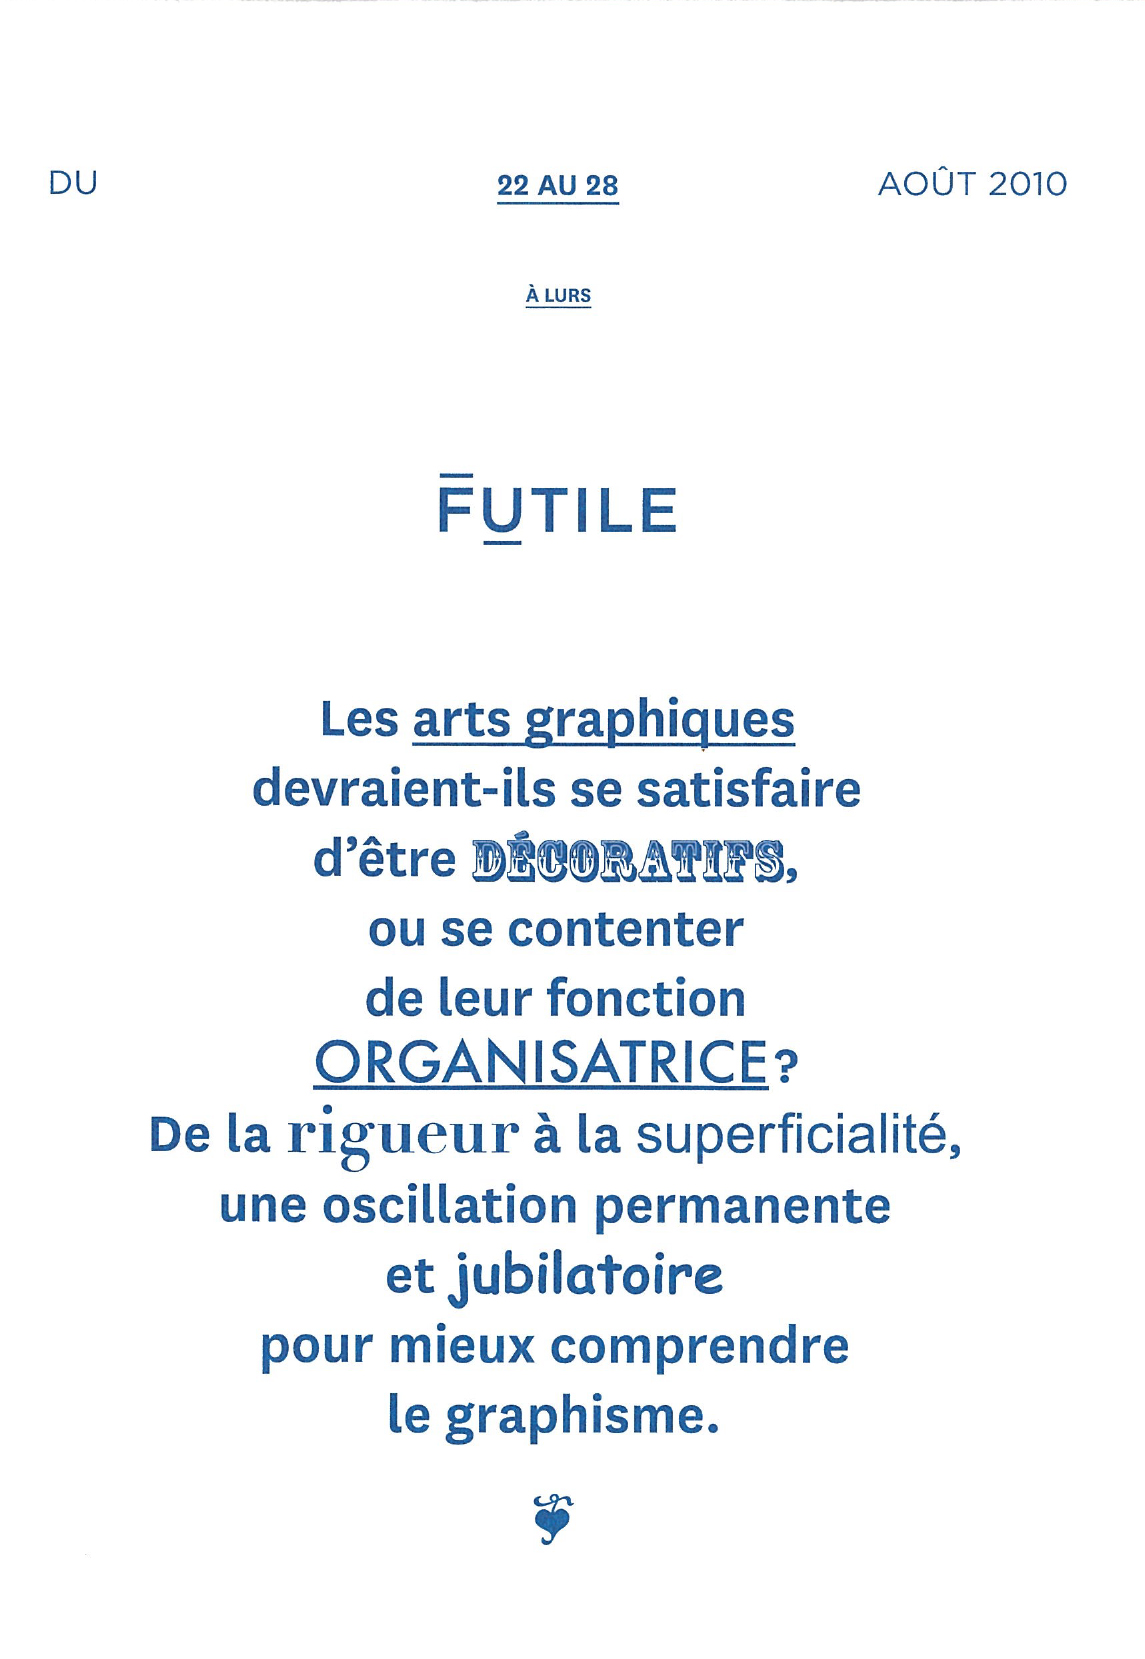 DU 22 AU 28 AOÛT 2010
À LURS
FUTILE
Les arts graphiques
devraient-ils se satisfaire
d’être DÉCORATIFS,
ou se contenter
de leur fonction
ORGANISATRICE ?
De la rigueur à la superficialité,
une oscillation permanente
et jubilatoire
pour mieux comprendre
le graphisme.